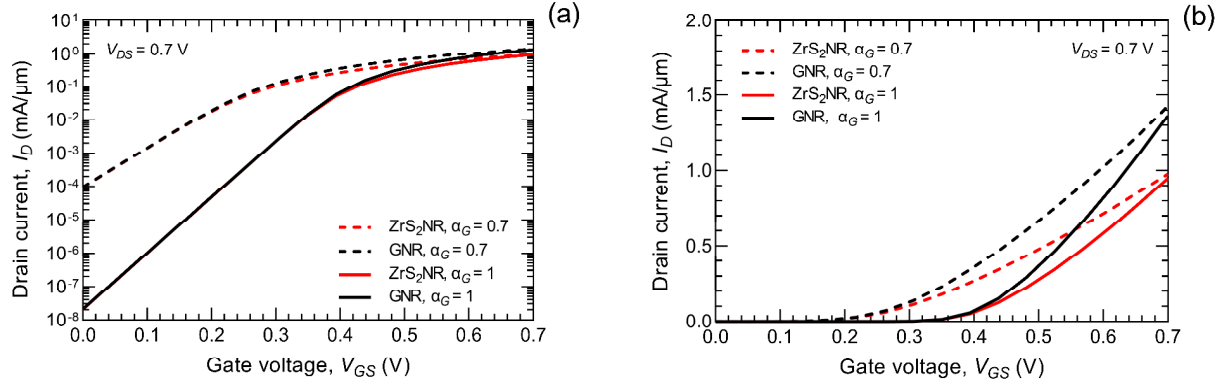 (a)
Drain current, I_D (mA/μm)
10¹
10⁰
10⁻¹
10⁻²
10⁻³
10⁻⁴
10⁻⁵
10⁻⁶
10⁻⁷
10⁻⁸
V_DS = 0.7 V
ZrS₂NR, α_G = 0.7
GNR, α_G = 0.7
ZrS₂NR, α_G = 1
GNR, α_G = 1
0.0 0.1 0.2 0.3 0.4 0.5 0.6 0.7
Gate voltage, V_GS (V)
(b)
Drain current, I_D (mA/μm)
2.0
1.5
1.0
0.5
0.0
ZrS₂NR, α_G = 0.7
GNR, α_G = 0.7
ZrS₂NR, α_G = 1
GNR, α_G = 1
V_DS = 0.7 V
0.0 0.1 0.2 0.3 0.4 0.5 0.6 0.7
Gate voltage, V_GS (V)